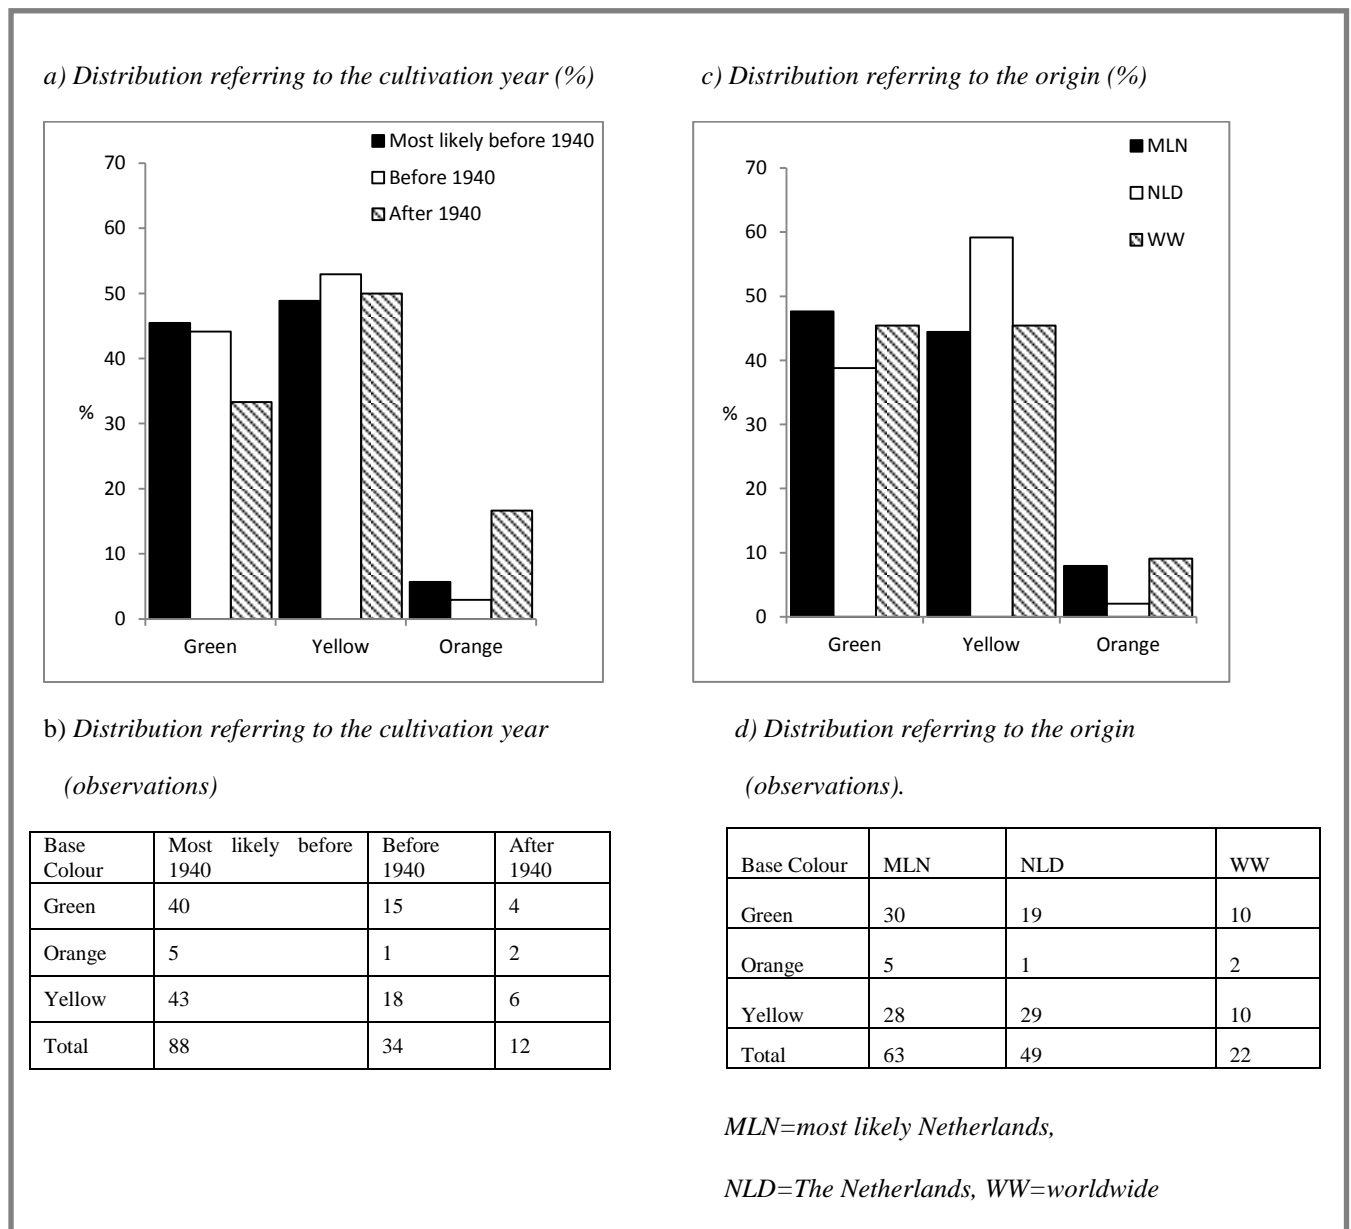 a) Distribution referring to the cultivation year (%)
c) Distribution referring to the origin (%)
Most likely before 1940
Before 1940
After 1940
70
60
50
40
%
30
20
10
0
Green Yellow Orange
MLN
NLD
WW
70
60
50
40
%
30
20
10
0
Green Yellow Orange
b) Distribution referring to the cultivation year
(observations)
Base Colour Most likely before 1940 Before 1940 After 1940
Green 40 15 4
Orange 5 1 2
Yellow 43 18 6
Total 88 34 12
d) Distribution referring to the origin
(observations).
Base Colour MLN NLD WW
Green 30 19 10
Orange 5 1 2
Yellow 28 29 10
Total 63 49 22
MLN=most likely Netherlands,
NLD=The Netherlands, WW=worldwide